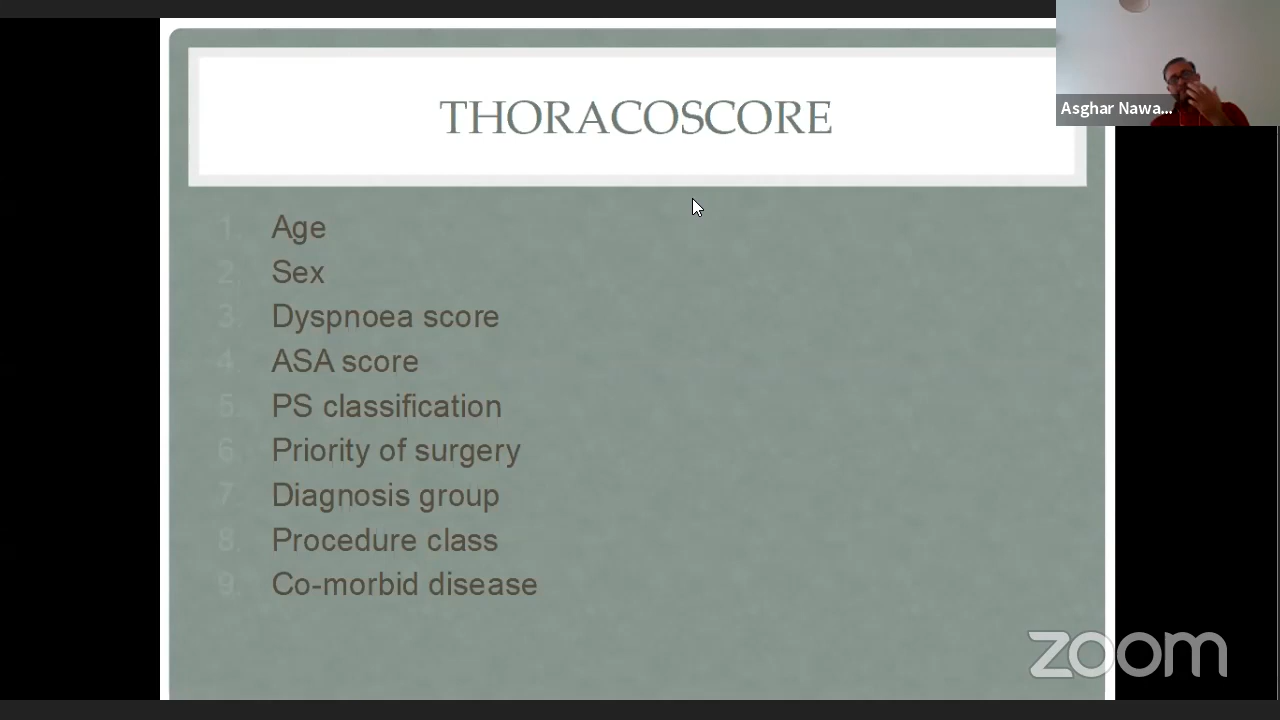 THORACOSCORE
Asghar Nawa...
1. Age
2. Sex
3. Dyspnoea score
4. ASA score
5. PS classification
6. Priority of surgery
7. Diagnosis group
8. Procedure class
9. Co-morbid disease
zoom